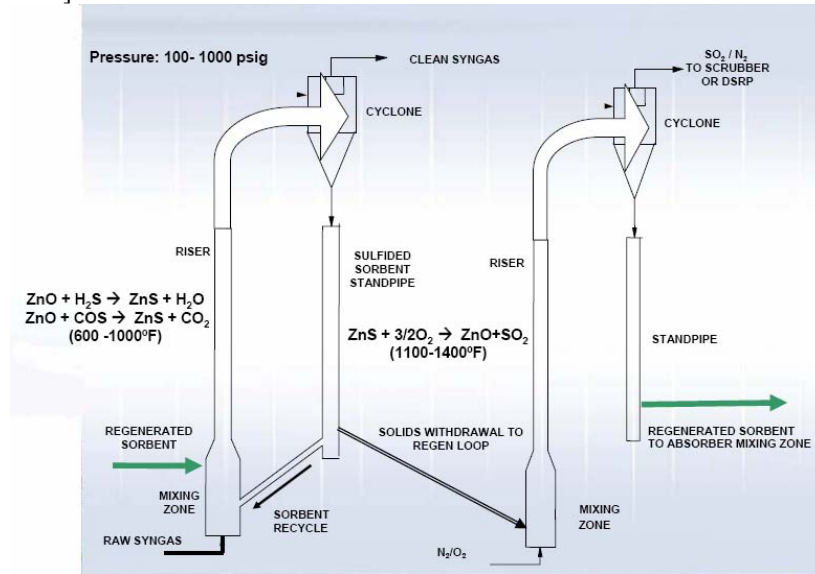 ]
Pressure: 100- 1000 psig
CLEAN SYNGAS
CYCLONE
SO₂ / N₂
TO SCRUBBER
OR DSRP
CYCLONE
RISER
SULFIDED
SORBENT
STANDPIPE
ZnO + H₂S → ZnS + H₂O
ZnO + COS → ZnS + CO₂
(600 -1000ºF)
RISER
ZnS + 3/2O₂ → ZnO+SO₂
(1100-1400ºF)
STANDPIPE
REGENERATED
SORBENT
SOLIDS WITHDRAWAL TO
REGEN LOOP
REGENERATED SORBENT
TO ABSORBER MIXING ZONE
MIXING
ZONE
SORBENT
RECYCLE
MIXING
ZONE
RAW SYNGAS
N₂/O₂